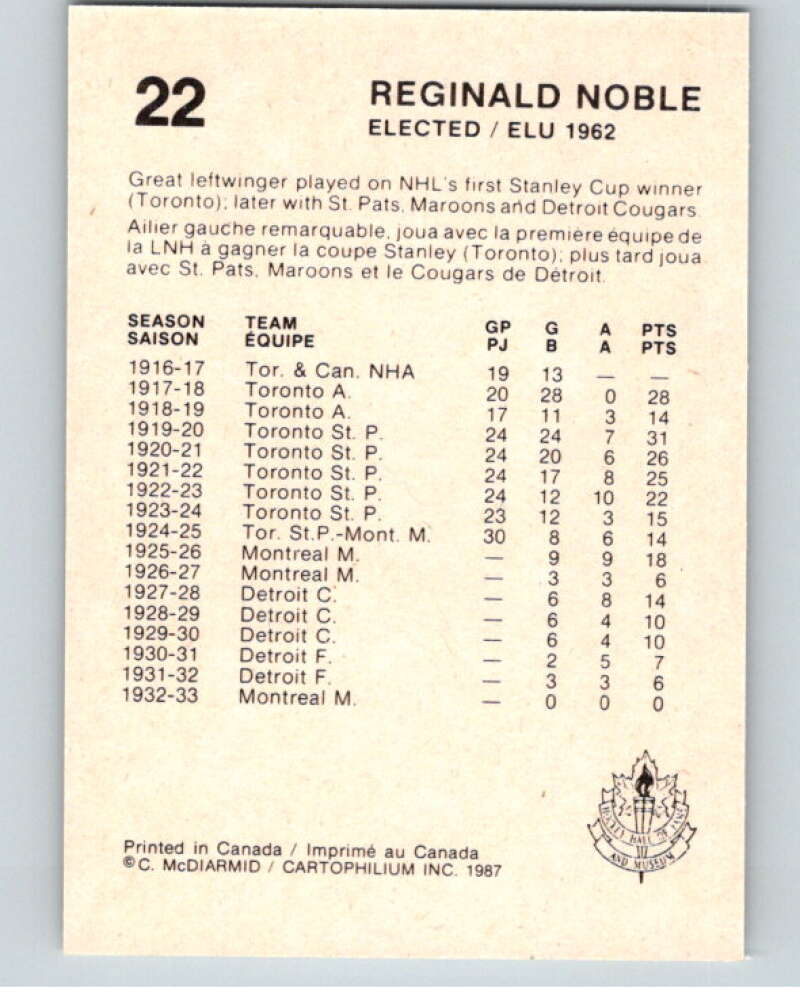 22
REGINALD NOBLE
ELECTED / ELU 1962
Great leftwinger played on NHL's first Stanley Cup winner
(Toronto); later with St. Pats, Maroons and Detroit Cougars.
Ailier gauche remarquable, joua avec la première équipe de
la LNH à gagner la coupe Stanley (Toronto); plus tard joua
avec St. Pats, Maroons et le Cougars de Détroit.
SEASON TEAM GP G A PTS
SAISON ÉQUIPE PJ B A PTS
1916-17 Tor. & Can. NHA 19 13 — —
1917-18 Toronto A. 20 28 0 28
1918-19 Toronto A. 17 11 3 14
1919-20 Toronto St. P. 24 24 7 31
1920-21 Toronto St. P. 24 20 6 26
1921-22 Toronto St. P. 24 17 8 25
1922-23 Toronto St. P. 24 12 10 22
1923-24 Toronto St. P. 23 12 3 15
1924-25 Tor. St.P.-Mont. M. 30 8 6 14
1925-26 Montreal M. — 9 9 18
1926-27 Montreal M. — 3 3 6
1927-28 Detroit C. — 6 8 14
1928-29 Detroit C. — 6 4 10
1929-30 Detroit C. — 6 4 10
1930-31 Detroit F. — 2 5 7
1931-32 Detroit F. — 3 3 6
1932-33 Montreal M. — 0 0 0
HOCKEY HALL OF FAME
AND MUSEUM
Printed in Canada / Imprimé au Canada
©C. McDIARMID / CARTOPHILIUM INC. 1987